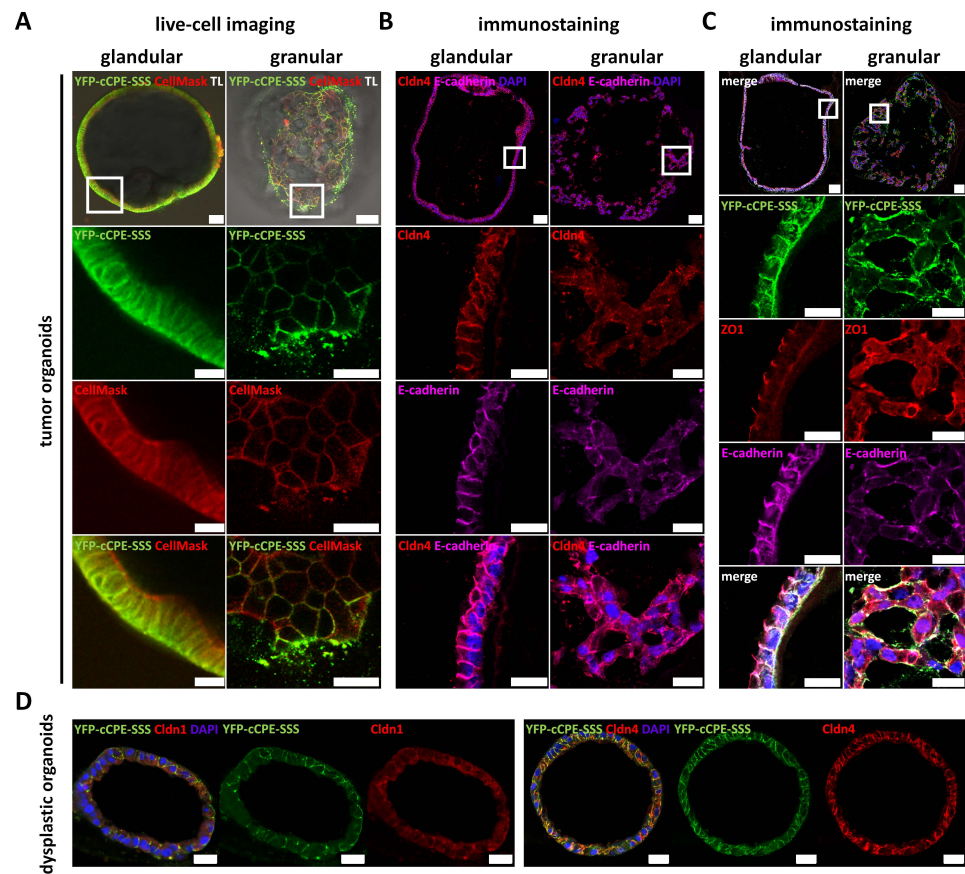 A
live-cell imaging
glandular
granular
YFP-cCPE-SSS CellMask TL
YFP-cCPE-SSS CellMask TL
YFP-cCPE-SSS
YFP-cCPE-SSS
CellMask
CellMask
YFP-cCPE-SSS CellMask
YFP-cCPE-SSS CellMask
tumor organoids
B
immunostaining
glandular
granular
Cldn4 E-cadherin DAPI
Cldn4 E-cadherin DAPI
Cldn4
Cldn4
E-cadherin
E-cadherin
Cldn4 E-cadherin
Cldn4 E-cadherin
C
immunostaining
glandular
granular
merge
merge
YFP-cCPE-SSS
YFP-cCPE-SSS
ZO1
ZO1
E-cadherin
E-cadherin
merge
merge
D
dysplastic organoids
YFP-cCPE-SSS Cldn1 DAPI
YFP-cCPE-SSS
Cldn1
YFP-cCPE-SSS Cldn4 DAPI
YFP-cCPE-SSS
Cldn4